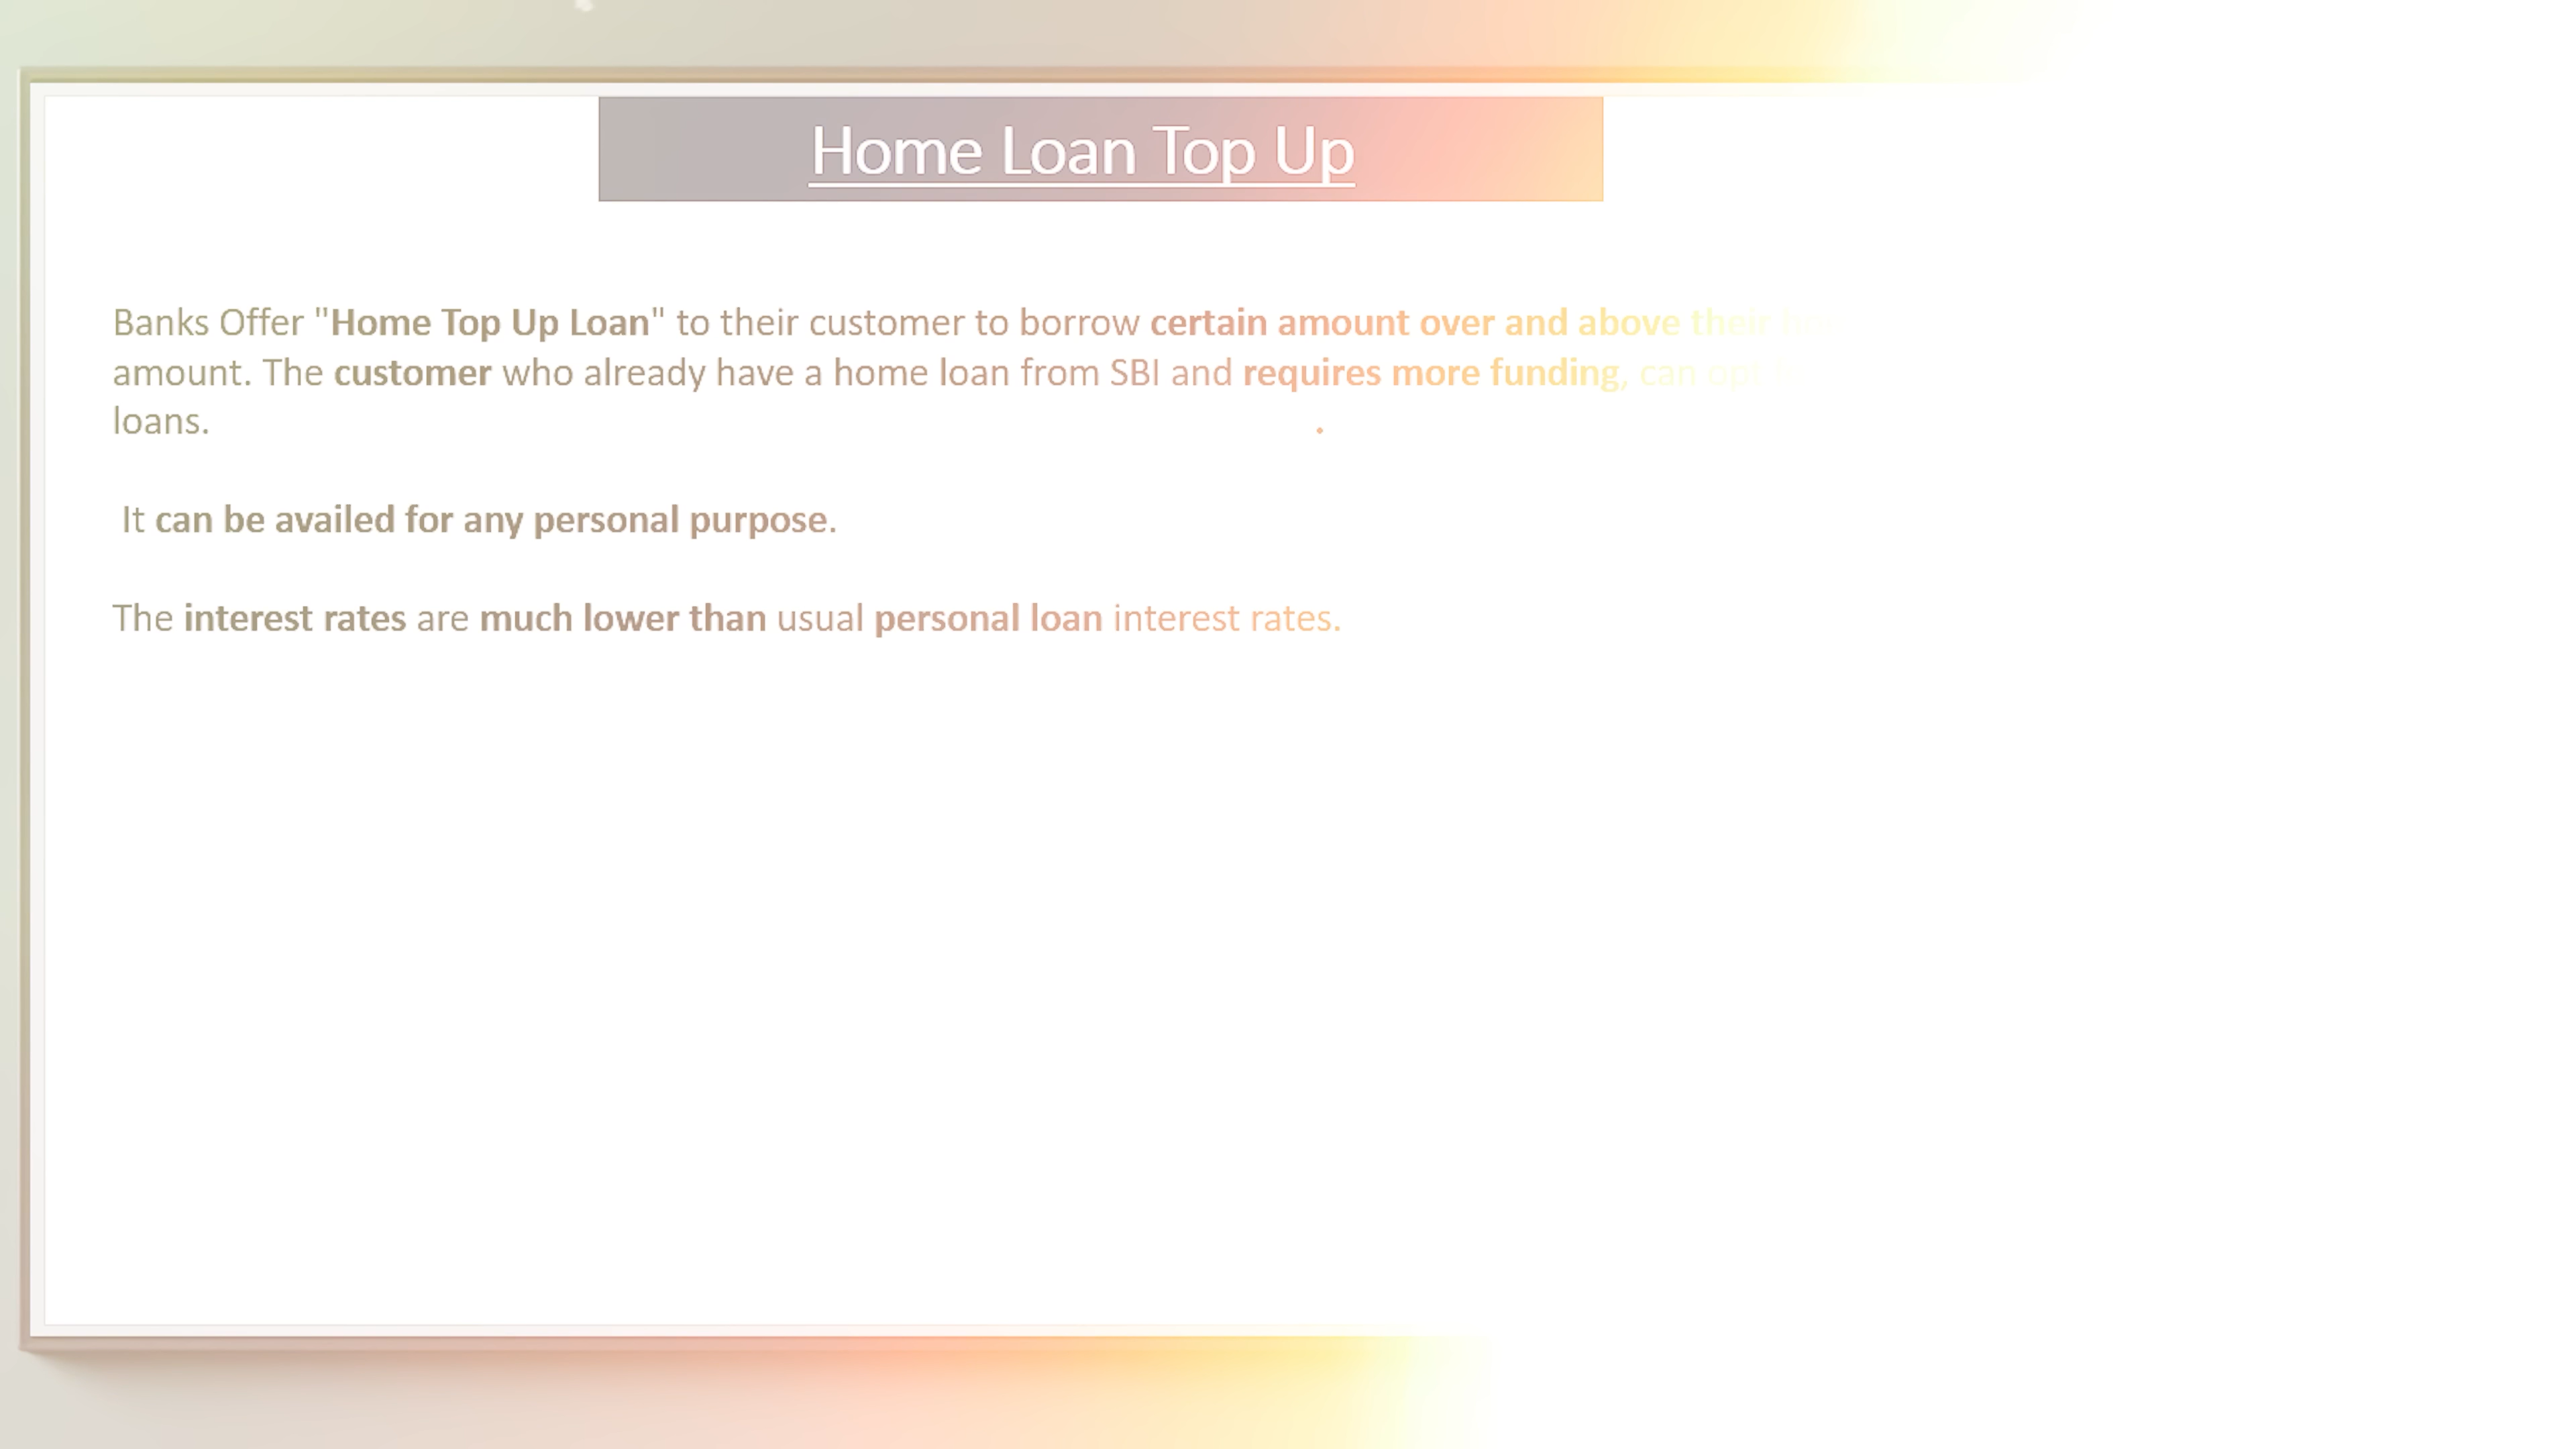 Home Loan Top Up
Banks Offer "Home Top Up Loan" to their customer to borrow certain amount over and above their
amount. The customer who already have a home loan from SBI and requires more funding, can opt
loans.
It can be availed for any personal purpose.
The interest rates are much lower than usual personal loan interest rates.